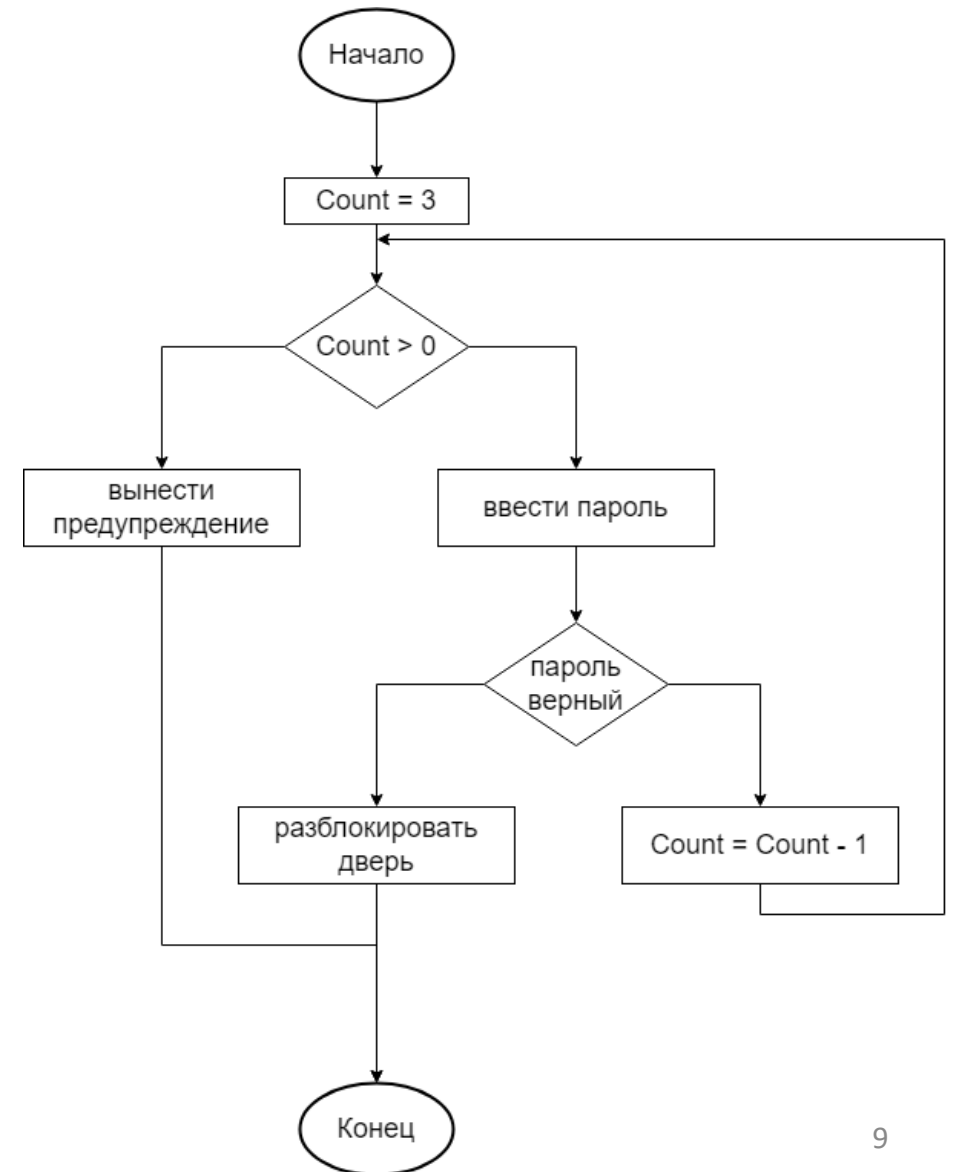 Начало
Count = 3
Count > 0
вынести
предупреждение
ввести пароль
пароль
верный
разблокировать
дверь
Count = Count - 1
Конец
9